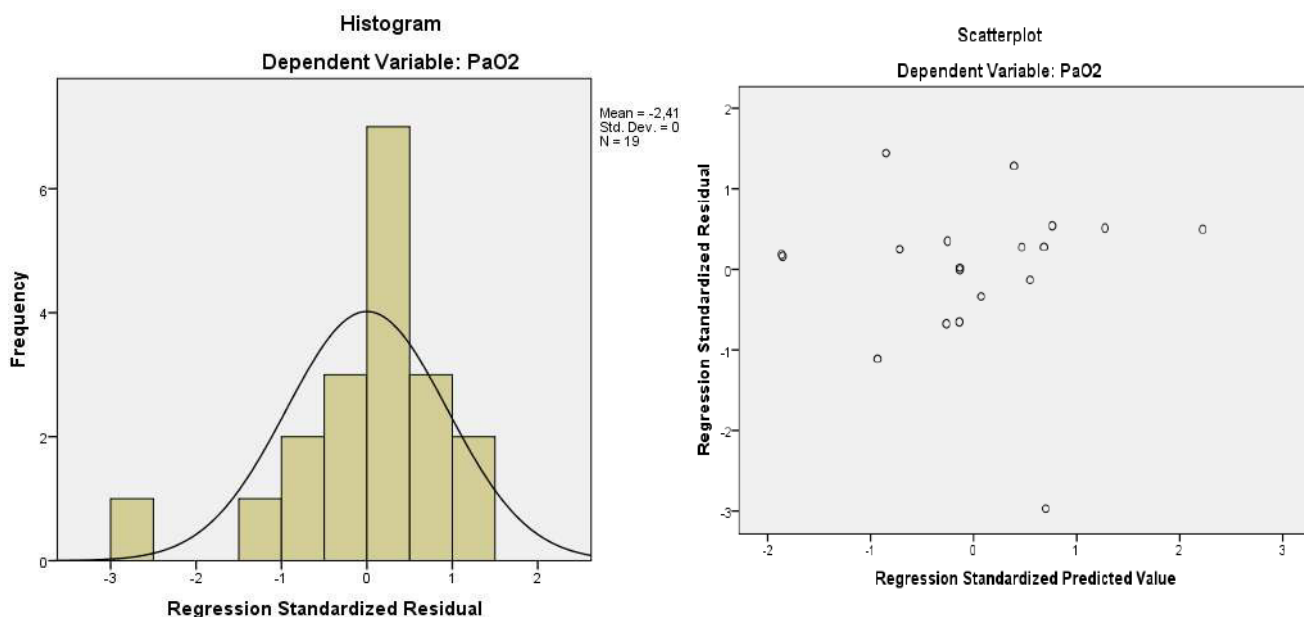 Histogram
Dependent Variable: PaO2
Mean = -2,41
Std. Dev. = 0
N = 19
Frequency
6
4
2
0
-3
-2
-1
0
1
2
Regression Standardized Residual
Scatterplot
Dependent Variable: PaO2
Regression Standardized Residual
2
1
0
-1
-2
-3
-2
-1
0
1
2
3
Regression Standardized Predicted Value